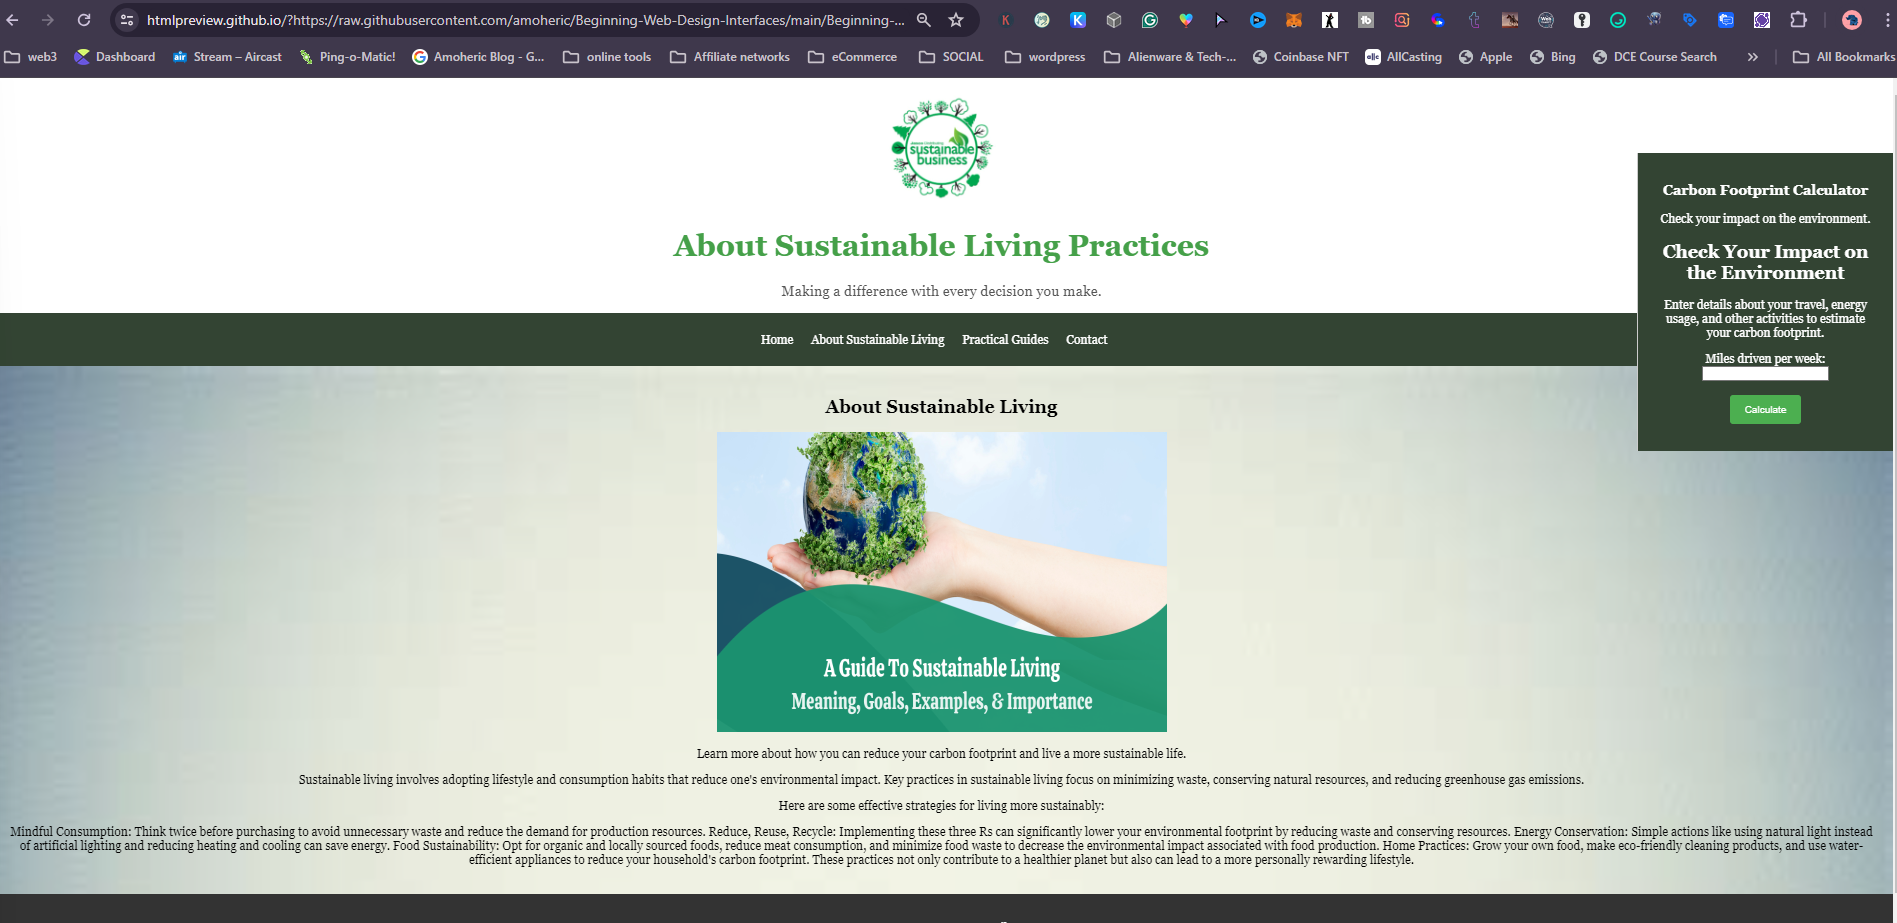 htmlpreview.github.io/?https://raw.githubusercontent.com/amoheric/Beginning-Web-Design-Interfaces/main/Beginning-...
web3 Dashboard Stream – Aircast Ping-o-Matic! Amoheric Blog - G... online tools Affiliate networks eCommerce SOCIAL wordpress Alienware & Tech-... Coinbase NFT AllCasting Apple Bing DCE Course Search » All Bookmarks
sustainable
business
About Sustainable Living Practices
Making a difference with every decision you make.
Home About Sustainable Living Practical Guides Contact
Carbon Footprint Calculator
Check your impact on the environment.
Check Your Impact on
the Environment
Enter details about your travel, energy
usage, and other activities to estimate
your carbon footprint.
Miles driven per week:
Calculate
About Sustainable Living
A Guide To Sustainable Living
Meaning, Goals, Examples, & Importance
Learn more about how you can reduce your carbon footprint and live a more sustainable life.
Sustainable living involves adopting lifestyle and consumption habits that reduce one's environmental impact. Key practices in sustainable living focus on minimizing waste, conserving natural resources, and reducing greenhouse gas emissions.
Here are some effective strategies for living more sustainably:
Mindful Consumption: Think twice before purchasing to avoid unnecessary waste and reduce the demand for production resources. Reduce, Reuse, Recycle: Implementing these three Rs can significantly lower your environmental footprint by reducing waste and conserving resources. Energy Conservation: Simple actions like using natural light instead
of artificial lighting and reducing heating and cooling can save energy. Food Sustainability: Opt for organic and locally sourced foods, reduce meat consumption, and minimize food waste to decrease the environmental impact associated with food production. Home Practices: Grow your own food, make eco-friendly cleaning products, and use water-
efficient appliances to reduce your household's carbon footprint. These practices not only contribute to a healthier planet but also can lead to a more personally rewarding lifestyle.